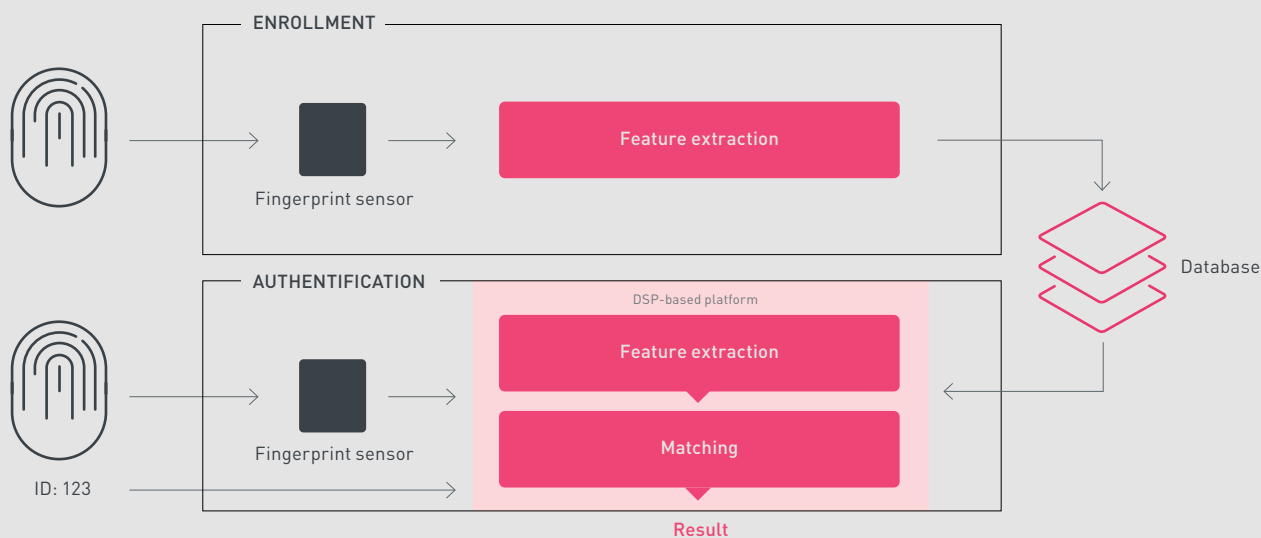 ENROLLMENT
Feature extraction
Fingerprint sensor
Database
AUTHENTIFICATION
DSP-based platform
Feature extraction
Matching
Fingerprint sensor
ID: 123
Result